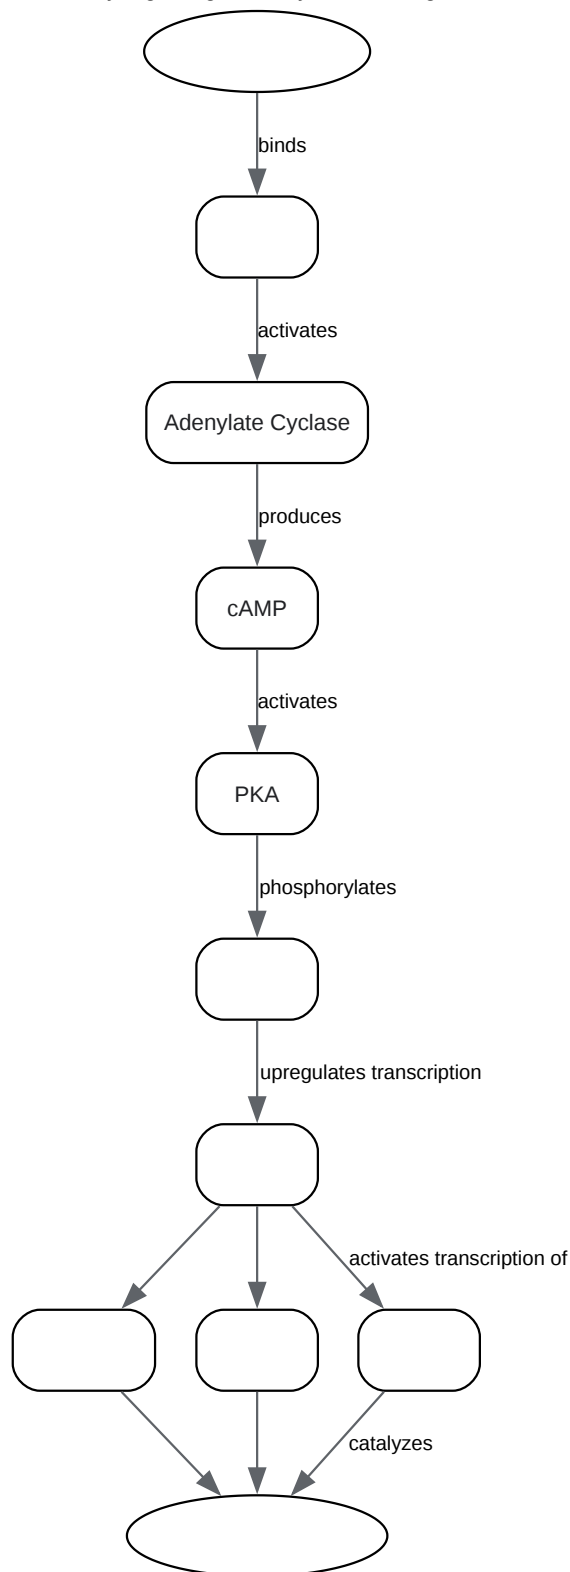 binds
activates
Adenylate Cyclase
produces
cAMP
activates
PKA
phosphorylates
upregulates transcription
activates transcription of
catalyzes